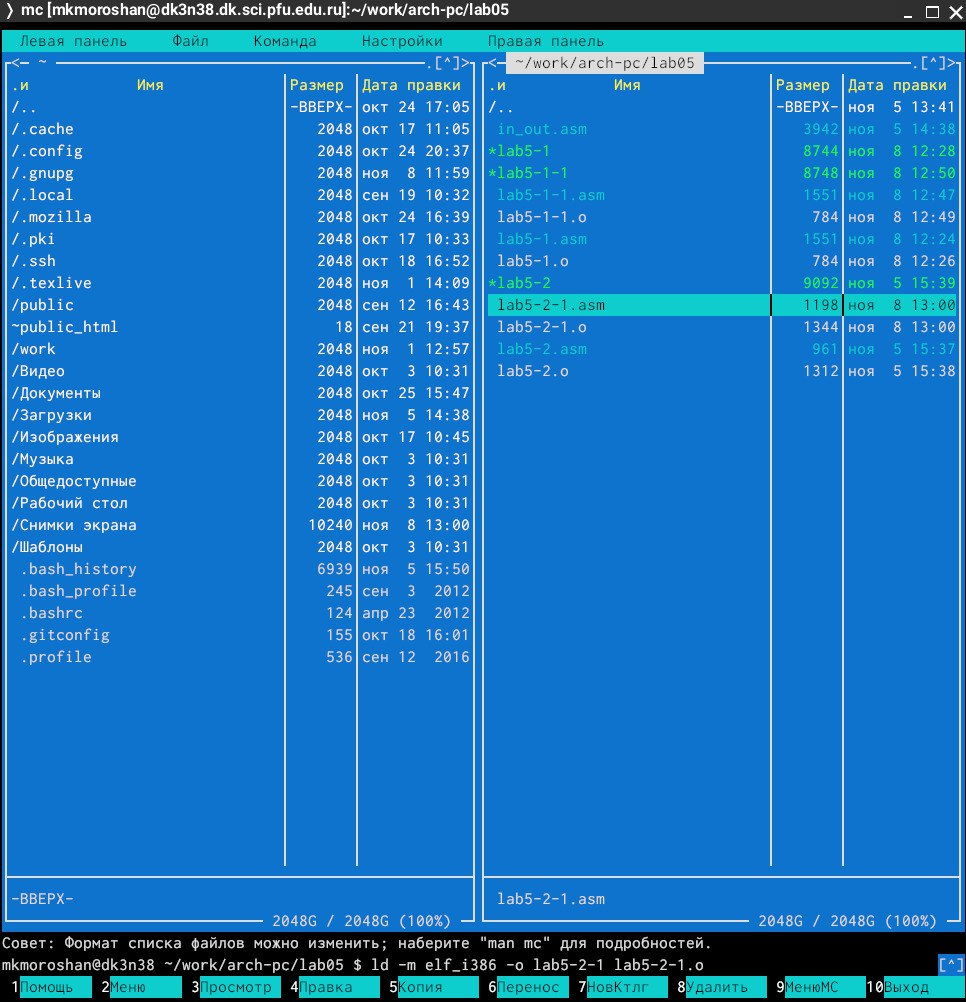 mc [mkmoroshan@dk3n38.dk.sci.pfu.edu.ru]:~/work/arch-pc/lab05
Левая панель Файл Команда Настройки Правая панель
<─ ~ .[^]>
.и Имя Размер Дата правки
/.. -ВВЕРХ- окт 24 17:05
/.cache 2048 окт 17 11:05
/.config 2048 окт 24 20:37
/.gnupg 2048 ноя 8 11:59
/.local 2048 сен 19 10:32
/.mozilla 2048 окт 24 16:39
/.pki 2048 окт 17 10:33
/.ssh 2048 окт 18 16:52
/.texlive 2048 ноя 1 14:09
/public 2048 сен 12 16:43
~public_html 18 сен 21 19:37
/work 2048 ноя 1 12:57
/Видео 2048 окт 3 10:31
/Документы 2048 окт 25 15:47
/Загрузки 2048 ноя 5 14:38
/Изображения 2048 окт 17 10:45
/Музыка 2048 окт 3 10:31
/Общедоступные 2048 окт 3 10:31
/Рабочий стол 2048 окт 3 10:31
/Снимки экрана 10240 ноя 8 13:00
/Шаблоны 2048 окт 3 10:31
.bash_history 6939 ноя 5 15:50
.bash_profile 245 сен 3 2012
.bashrc 124 апр 23 2012
.gitconfig 155 окт 18 16:01
.profile 536 сен 12 2016
-ВВЕРХ-
2048G / 2048G (100%)
<─ ~/work/arch-pc/lab05 .[^]>
.и Имя Размер Дата правки
/.. -ВВЕРХ- ноя 5 13:41
in_out.asm 3942 ноя 5 14:38
*lab5-1 8744 ноя 8 12:28
*lab5-1-1 8748 ноя 8 12:50
lab5-1-1.asm 1551 ноя 8 12:47
lab5-1-1.o 784 ноя 8 12:49
lab5-1.asm 1551 ноя 8 12:24
lab5-1.o 784 ноя 8 12:26
*lab5-2 9092 ноя 5 15:39
lab5-2-1.asm 1198 ноя 8 13:00
lab5-2-1.o 1344 ноя 8 13:00
lab5-2.asm 961 ноя 5 15:37
lab5-2.o 1312 ноя 5 15:38
lab5-2-1.asm
2048G / 2048G (100%)
Совет: Формат списка файлов можно изменить; наберите "man mc" для подробностей.
mkmoroshan@dk3n38 ~/work/arch-pc/lab05 $ ld -m elf_i386 -o lab5-2-1 lab5-2-1.o [^]
1Помощь 2Меню 3Просмотр 4Правка 5Копия 6Перенос 7НовКтлг 8Удалить 9МенюMC 10Выход